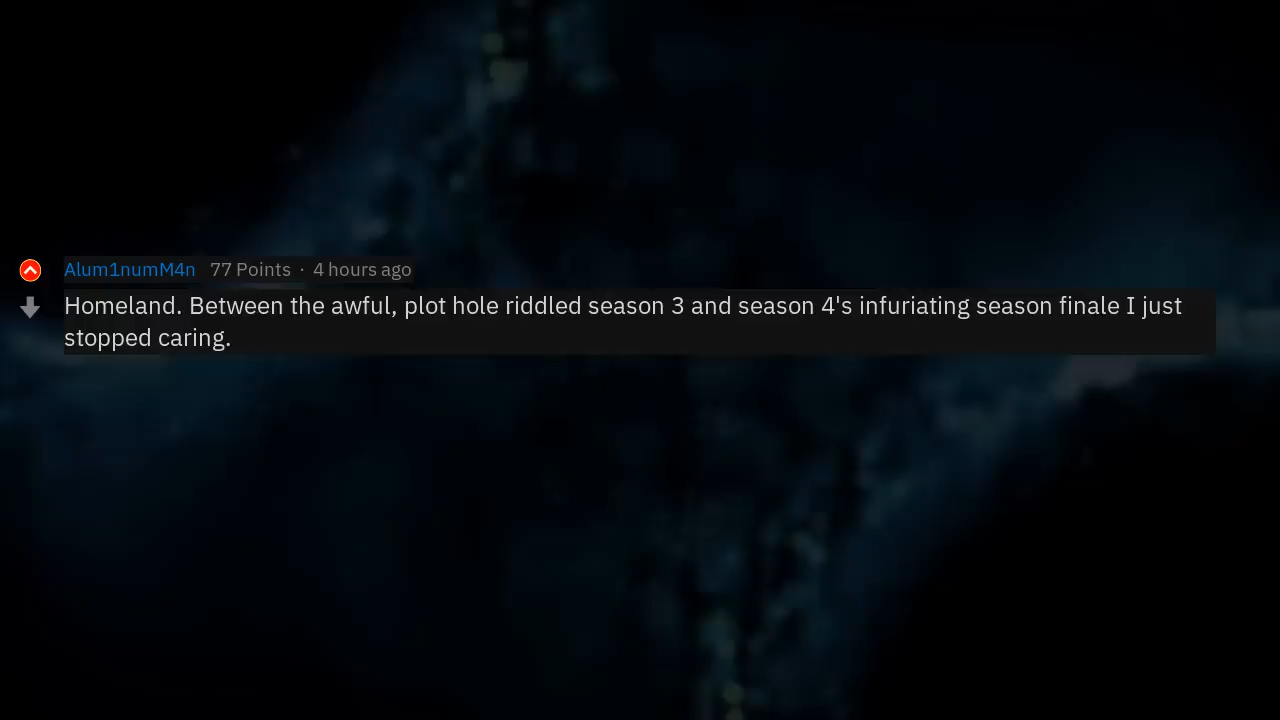 Alum1numM4n 77 Points · 4 hours ago
Homeland. Between the awful, plot hole riddled season 3 and season 4's infuriating season finale I just
stopped caring.